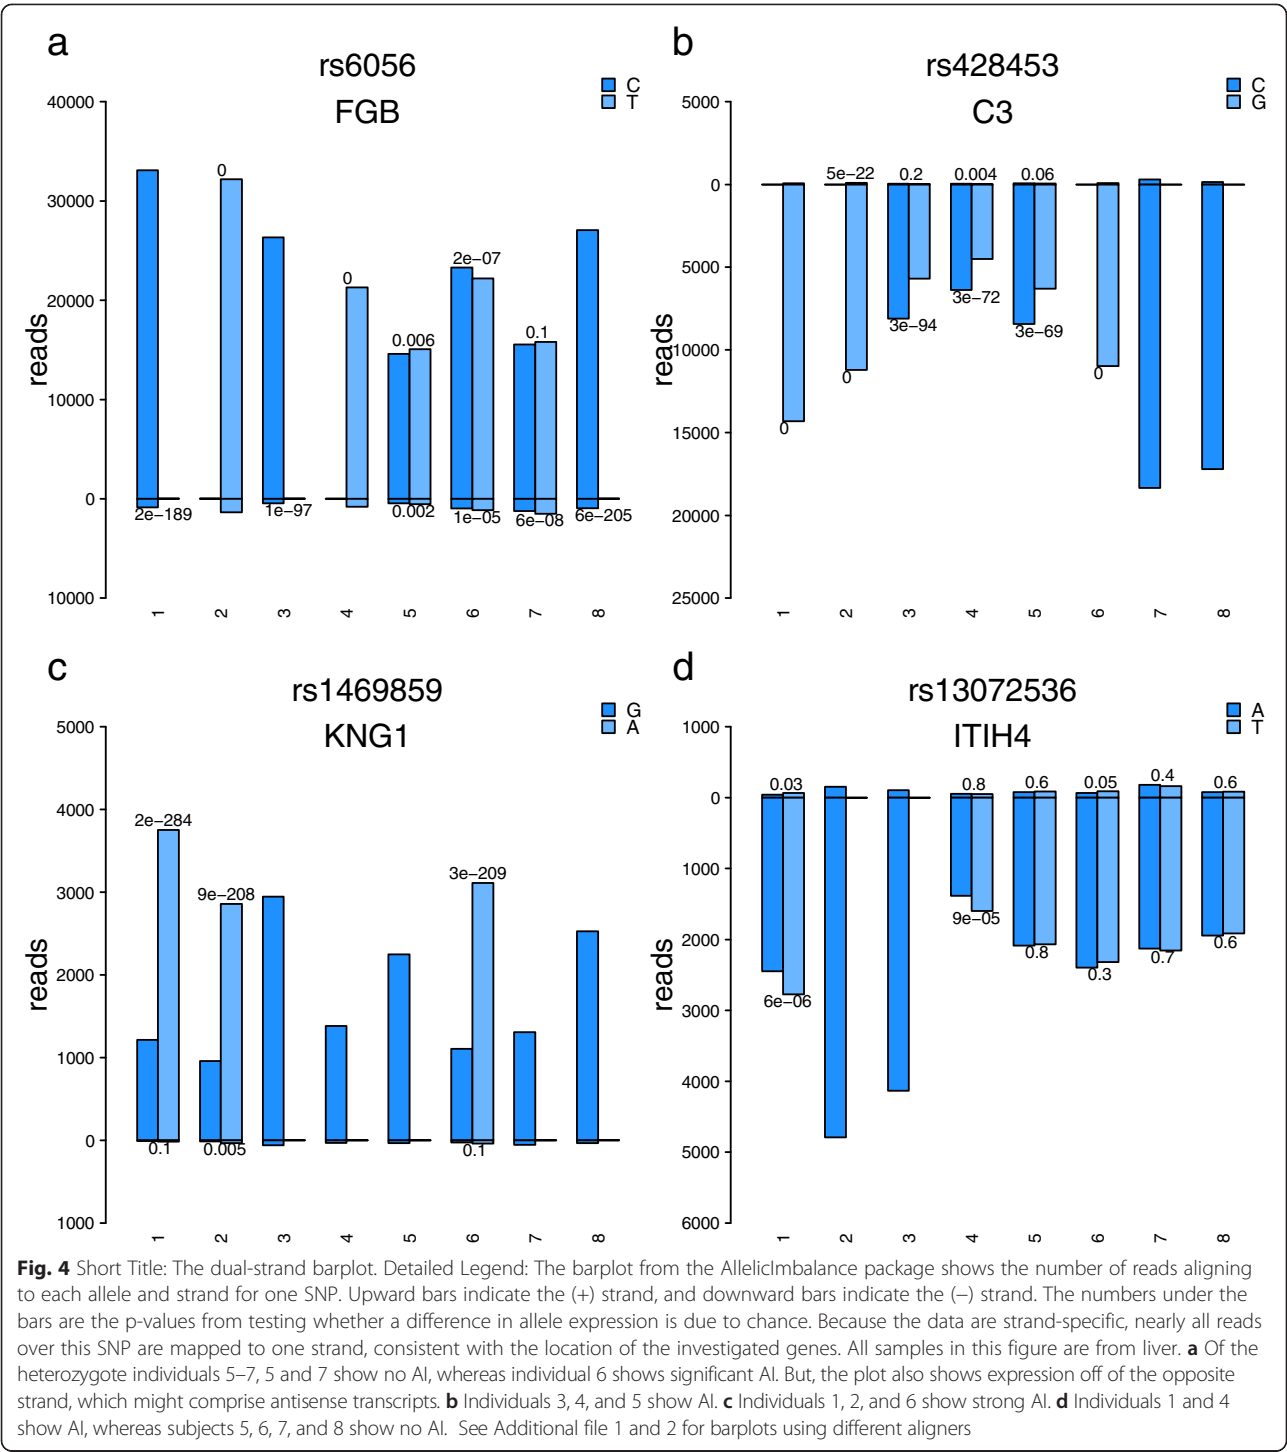 a
rs6056
FGB
C
T
40000
30000
20000
10000
0
10000
reads
0
0
2e−07
0.006
0.1
2e−189
1e−97
0.002
1e−05
6e−08
6e−205
1 2 3 4 5 6 7 8
b
rs428453
C3
C
G
5000
0
5000
10000
15000
20000
25000
reads
5e−22
0.2
0.004
0.06
0
0
3e−94
3e−72
3e−69
0
1 2 3 4 5 6 7 8
c
rs1469859
KNG1
G
A
5000
4000
3000
2000
1000
0
1000
reads
2e−284
9e−208
3e−209
0.1
0.005
0.1
1 2 3 4 5 6 7 8
d
rs13072536
ITIH4
A
T
1000
0
1000
2000
3000
4000
5000
6000
reads
0.03
0.8
0.6
0.05
0.4
0.6
6e−06
9e−05
0.8
0.3
0.7
0.6
1 2 3 4 5 6 7 8
Fig. 4 Short Title: The dual-strand barplot. Detailed Legend: The barplot from the AllelicImbalance package shows the number of reads aligning
to each allele and strand for one SNP. Upward bars indicate the (+) strand, and downward bars indicate the (−) strand. The numbers under the
bars are the p-values from testing whether a difference in allele expression is due to chance. Because the data are strand-specific, nearly all reads
over this SNP are mapped to one strand, consistent with the location of the investigated genes. All samples in this figure are from liver. a Of the
heterozygote individuals 5–7, 5 and 7 show no AI, whereas individual 6 shows significant AI. But, the plot also shows expression off of the opposite
strand, which might comprise antisense transcripts. b Individuals 3, 4, and 5 show AI. c Individuals 1, 2, and 6 show strong AI. d Individuals 1 and 4
show AI, whereas subjects 5, 6, 7, and 8 show no AI. See Additional file 1 and 2 for barplots using different aligners